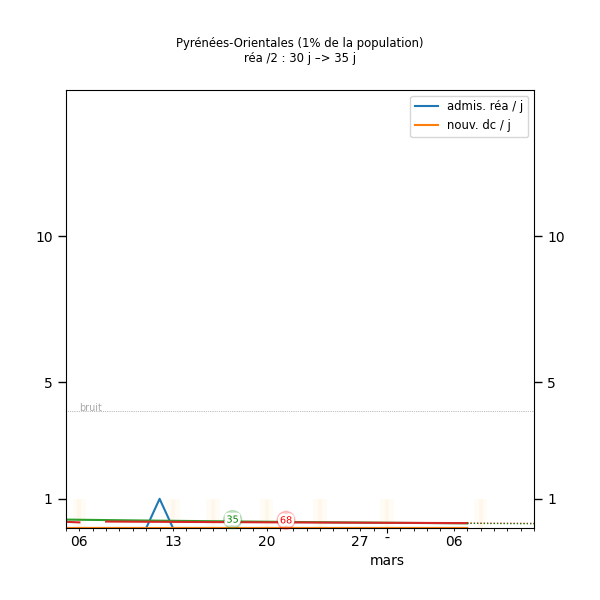 Pyrénées-Orientales (1% de la population)
réa /2 : 30 j –> 35 j
admis. réa / j
nouv. dc / j
10
10
5
5
bruit
1
1
35
68
06
13
20
27
-
06
mars